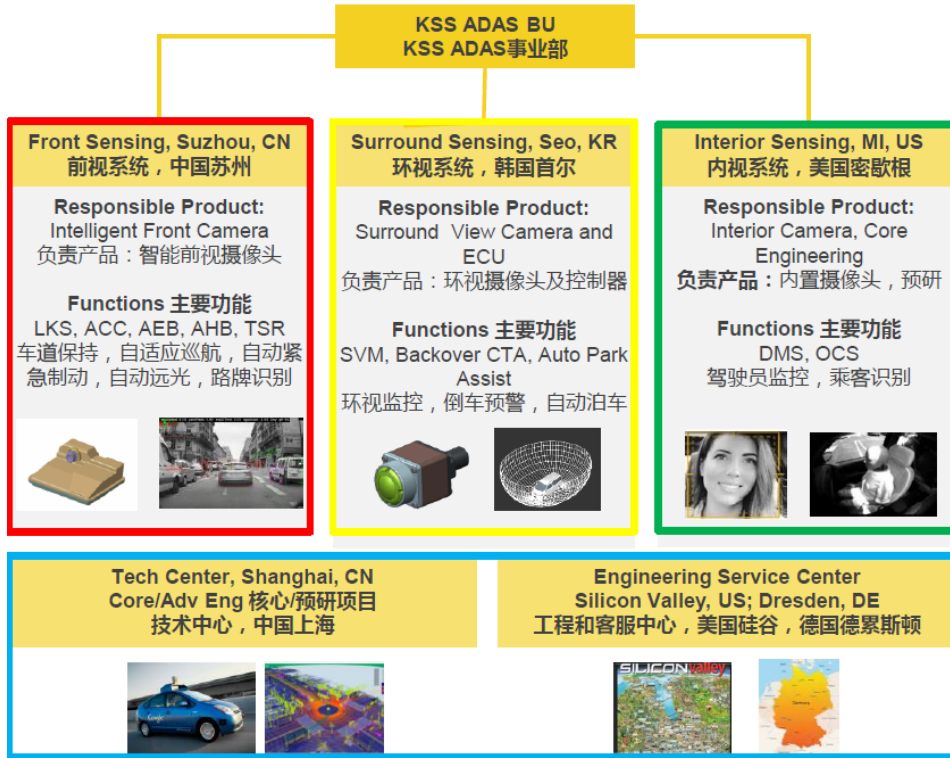 KSS ADAS BU
KSS ADAS事业部
Front Sensing, Suzhou, CN
前视系统，中国苏州
Responsible Product:
Intelligent Front Camera
负责产品：智能前视摄像头
Functions 主要功能
LKS, ACC, AEB, AHB, TSR
车道保持，自适应巡航，自动紧
急制动，自动远光，路牌识别
Surround Sensing, Seo, KR
环视系统，韩国首尔
Responsible Product:
Surround View Camera and
ECU
负责产品：环视摄像头及控制器
Functions 主要功能
SVM, Backover CTA, Auto Park
Assist
环视监控，倒车预警，自动泊车
Interior Sensing, MI, US
内视系统，美国密歇根
Responsible Product:
Interior Camera, Core
Engineering
负责产品：内置摄像头，预研
Functions 主要功能
DMS, OCS
驾驶员监控，乘客识别
Tech Center, Shanghai, CN
Core/Adv Eng 核心/预研项目
技术中心，中国上海
Google
Engineering Service Center
Silicon Valley, US; Dresden, DE
工程和客服中心，美国硅谷，德国德累斯顿
SILICON valley
Germany